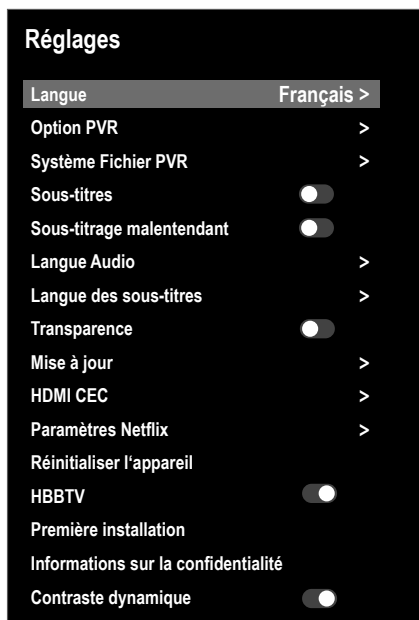 Réglages
Langue Français >
Option PVR >
Système Fichier PVR >
Sous-titres
Sous-titrage malentendant
Langue Audio >
Langue des sous-titres >
Transparence
Mise à jour >
HDMI CEC >
Paramètres Netflix >
Réinitialiser l‘appareil
HBBTV
Première installation
Informations sur la confidentialité
Contraste dynamique